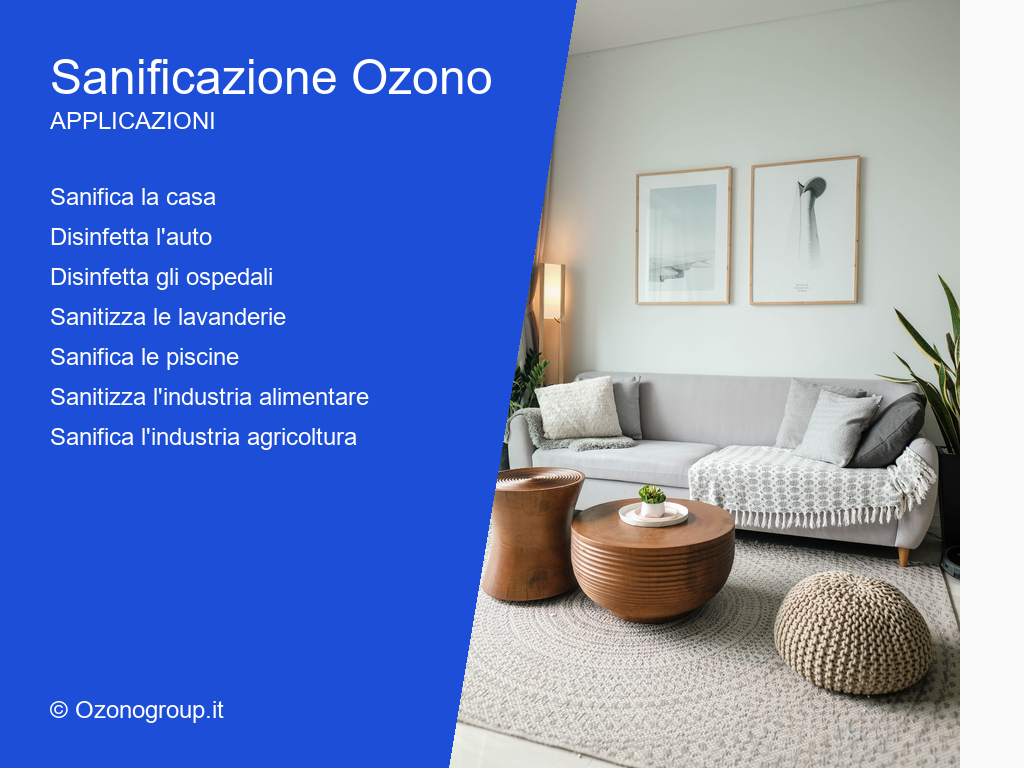 Sanificazione Ozono
APPLICAZIONI
Sanifica la casa
Disinfetta l'auto
Disinfetta gli ospedali
Sanitizza le lavanderie
Sanifica le piscine
Sanitizza l'industria alimentare
Sanifica l'industria agricoltura
© Ozonogroup.it